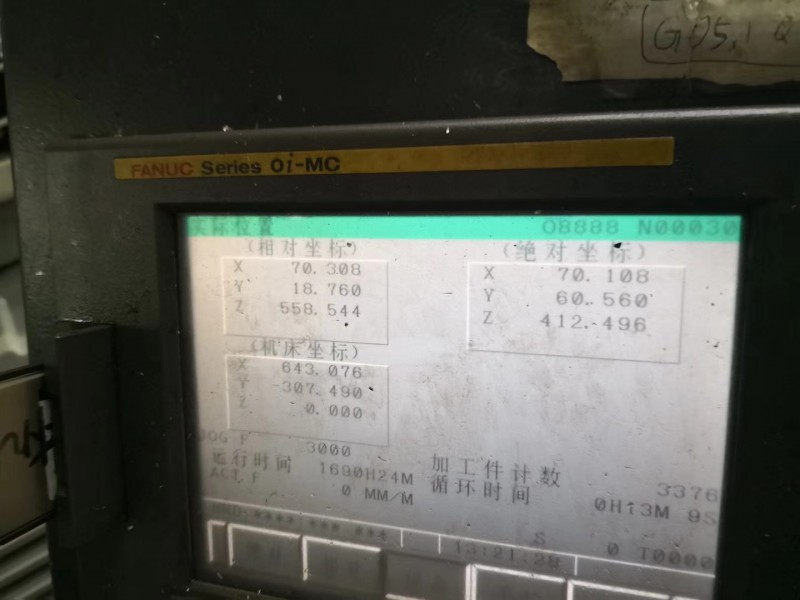 G05.1 Q
FANUC Series 0i-MC
实际位置 O8888 N00030
(相对坐标) (绝对坐标)
X 70.308 X 70.108
Y 18.760 Y 60.560
Z 558.544 Z 412.496
(机床坐标)
X 643.076
Y -307.490
Z 0.000
JOG F 3000
运行时间 1690H24M 加工件计数 3376
ACT.F 0 MM/M 循环时间 0H13M 9S
S 0 T0000
13:21:28